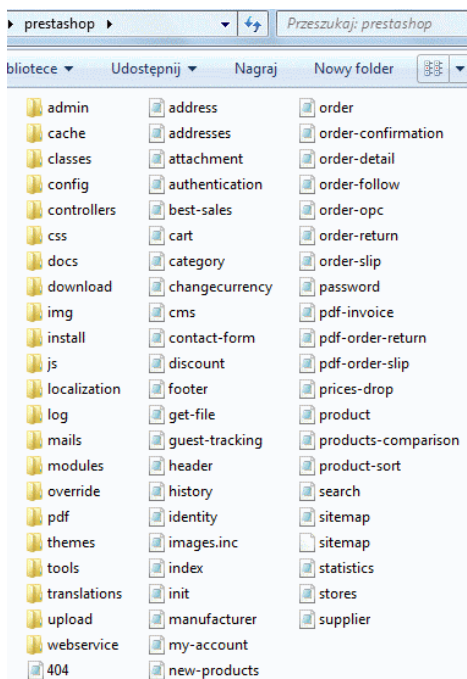 prestashop
Przeszukaj: prestashop
bliotece
Udostępnij
Nagraj
Nowy folder
admin
cache
classes
config
controllers
css
docs
download
img
install
js
localization
log
mails
modules
override
pdf
themes
tools
translations
upload
webservice
404
address
addresses
attachment
authentication
best-sales
cart
category
changecurrency
cms
contact-form
discount
footer
get-file
guest-tracking
header
history
identity
images.inc
index
init
manufacturer
my-account
new-products
order
order-confirmation
order-detail
order-follow
order-opc
order-return
order-slip
password
pdf-invoice
pdf-order-return
pdf-order-slip
prices-drop
product
products-comparison
product-sort
search
sitemap
sitemap
statistics
stores
supplier